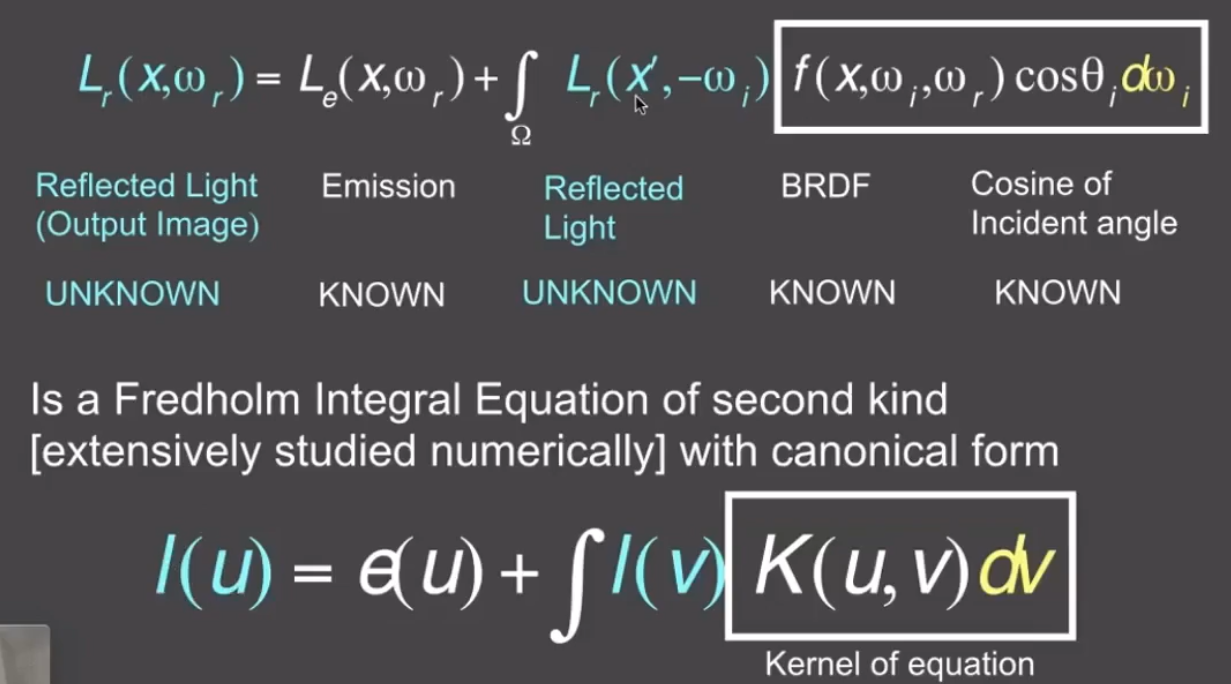 Lᵣ(x,ωᵣ) = Lₑ(x,ωᵣ) + ∫ Lᵣ(x′,−ωᵢ) f(x,ωᵢ,ωᵣ) cosθᵢ dωᵢ
Ω
Reflected Light Emission Reflected BRDF Cosine of
(Output Image) Light Incident angle
UNKNOWN KNOWN UNKNOWN KNOWN KNOWN
Is a Fredholm Integral Equation of second kind
[extensively studied numerically] with canonical form
l(u) = e(u) + ∫ l(v) K(u,v) dv
Kernel of equation